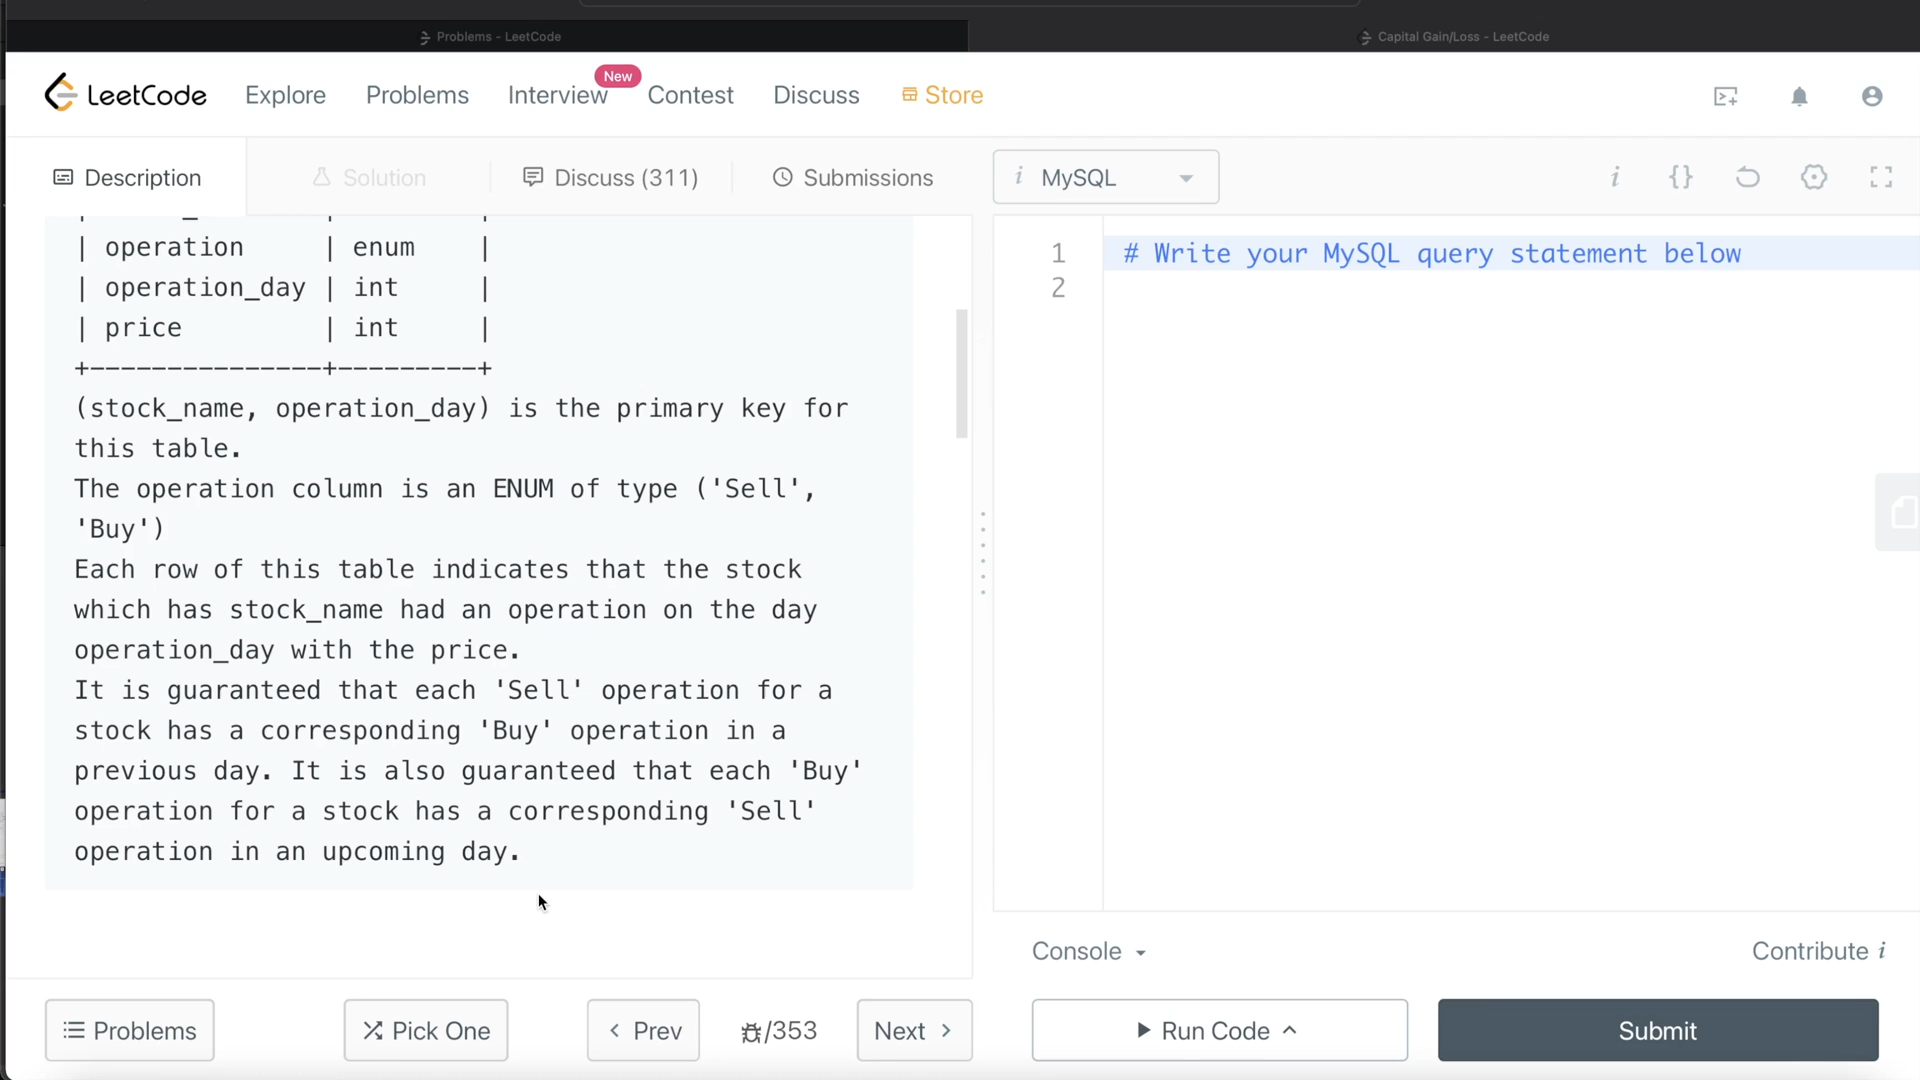 Problems - LeetCode
Capital Gain/Loss - LeetCode
LeetCode Explore Problems Interview New Contest Discuss Store
Description Solution Discuss (311) Submissions
i MySQL
i {}
| operation | enum |
| operation_day | int |
| price | int |
+---------------+---------+
(stock_name, operation_day) is the primary key for
this table.
The operation column is an ENUM of type ('Sell',
'Buy')
Each row of this table indicates that the stock
which has stock_name had an operation on the day
operation_day with the price.
It is guaranteed that each 'Sell' operation for a
stock has a corresponding 'Buy' operation in a
previous day. It is also guaranteed that each 'Buy'
operation for a stock has a corresponding 'Sell'
operation in an upcoming day.
1 # Write your MySQL query statement below
2
Console
Contribute i
Problems
Pick One
Prev
/353
Next
Run Code
Submit